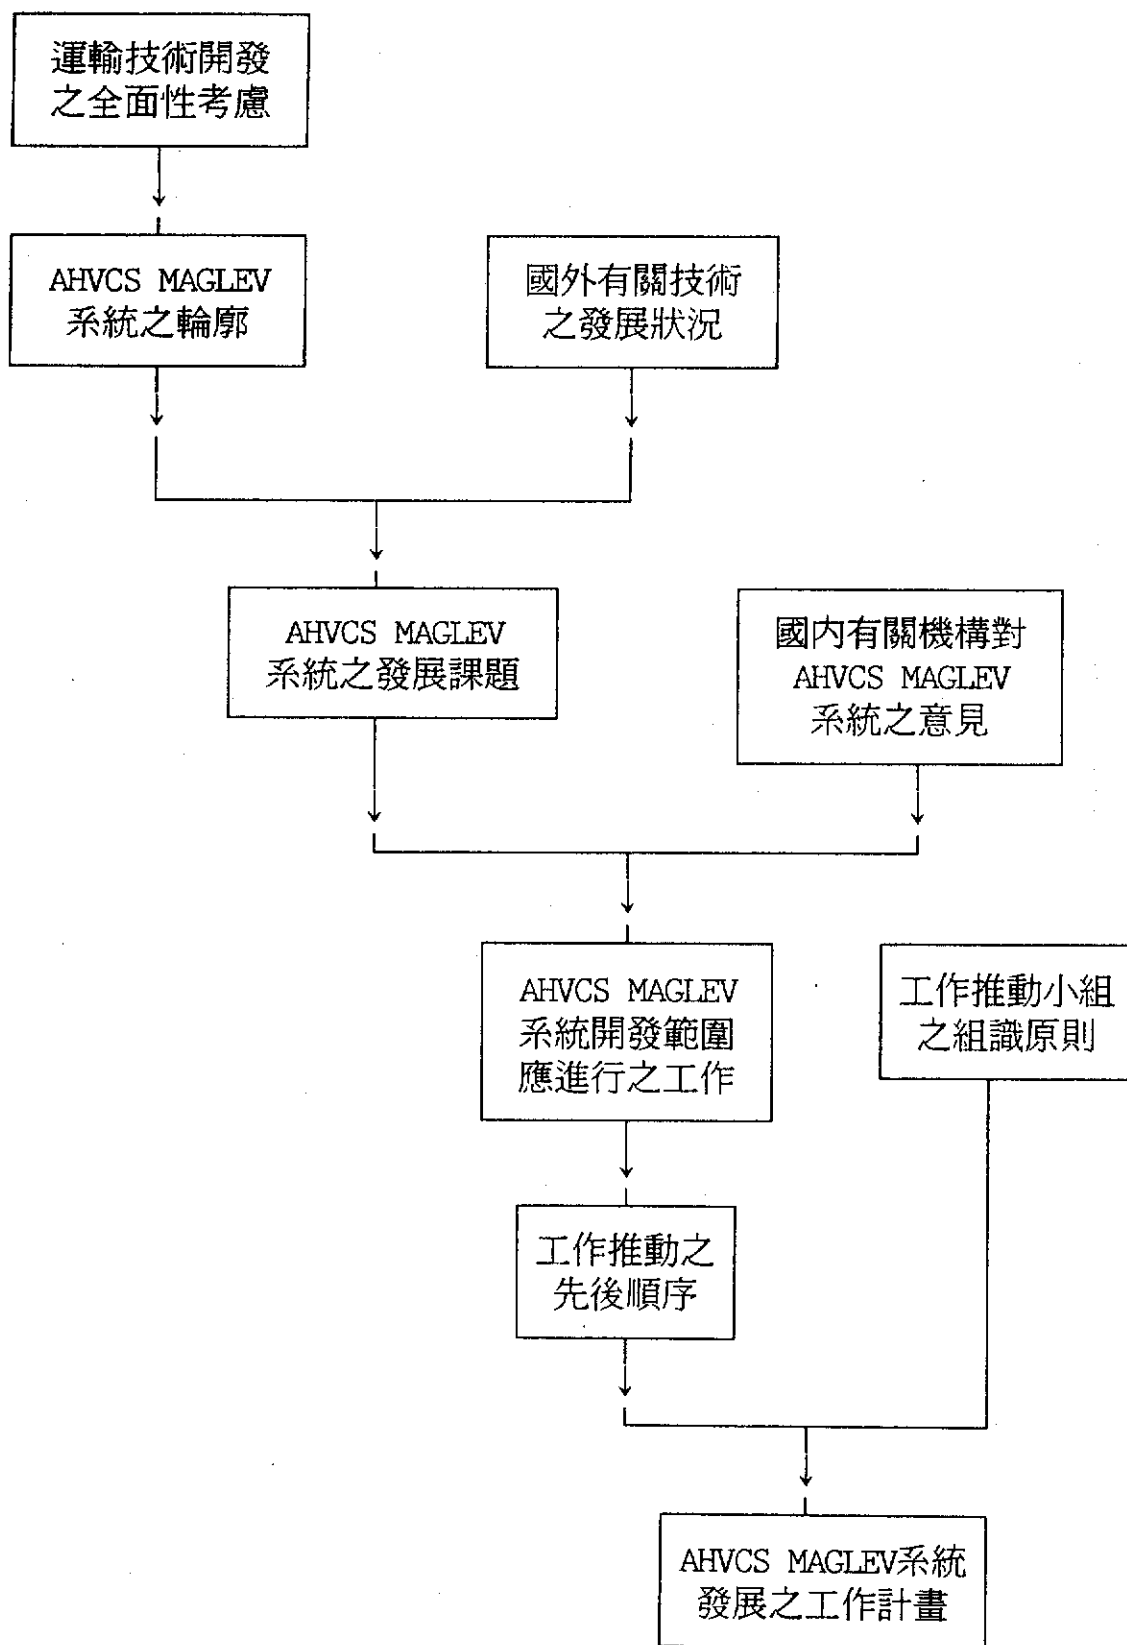 運輸技術開發
之全面性考慮
AHVCS MAGLEV
系統之輪廓
國外有關技術
之發展狀況
AHVCS MAGLEV
系統之發展課題
國內有關機構對
AHVCS MAGLEV
系統之意見
AHVCS MAGLEV
系統開發範圍
應進行之工作
工作推動小組
之組識原則
工作推動之
先後順序
AHVCS MAGLEV系統
發展之工作計畫